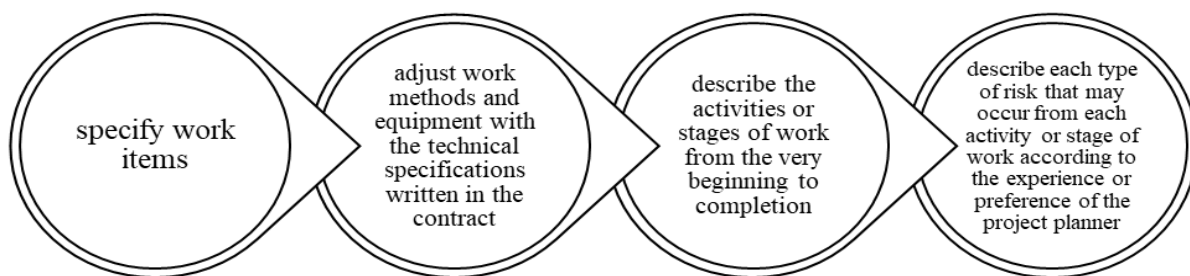 specify work
items
adjust work
methods and
equipment with
the technical
specifications
written in the
contract
describe the
activities or
stages of work
from the very
beginning to
completion
describe each type
of risk that may
occur from each
activity or stage of
work according to
the experience or
preference of the
project planner